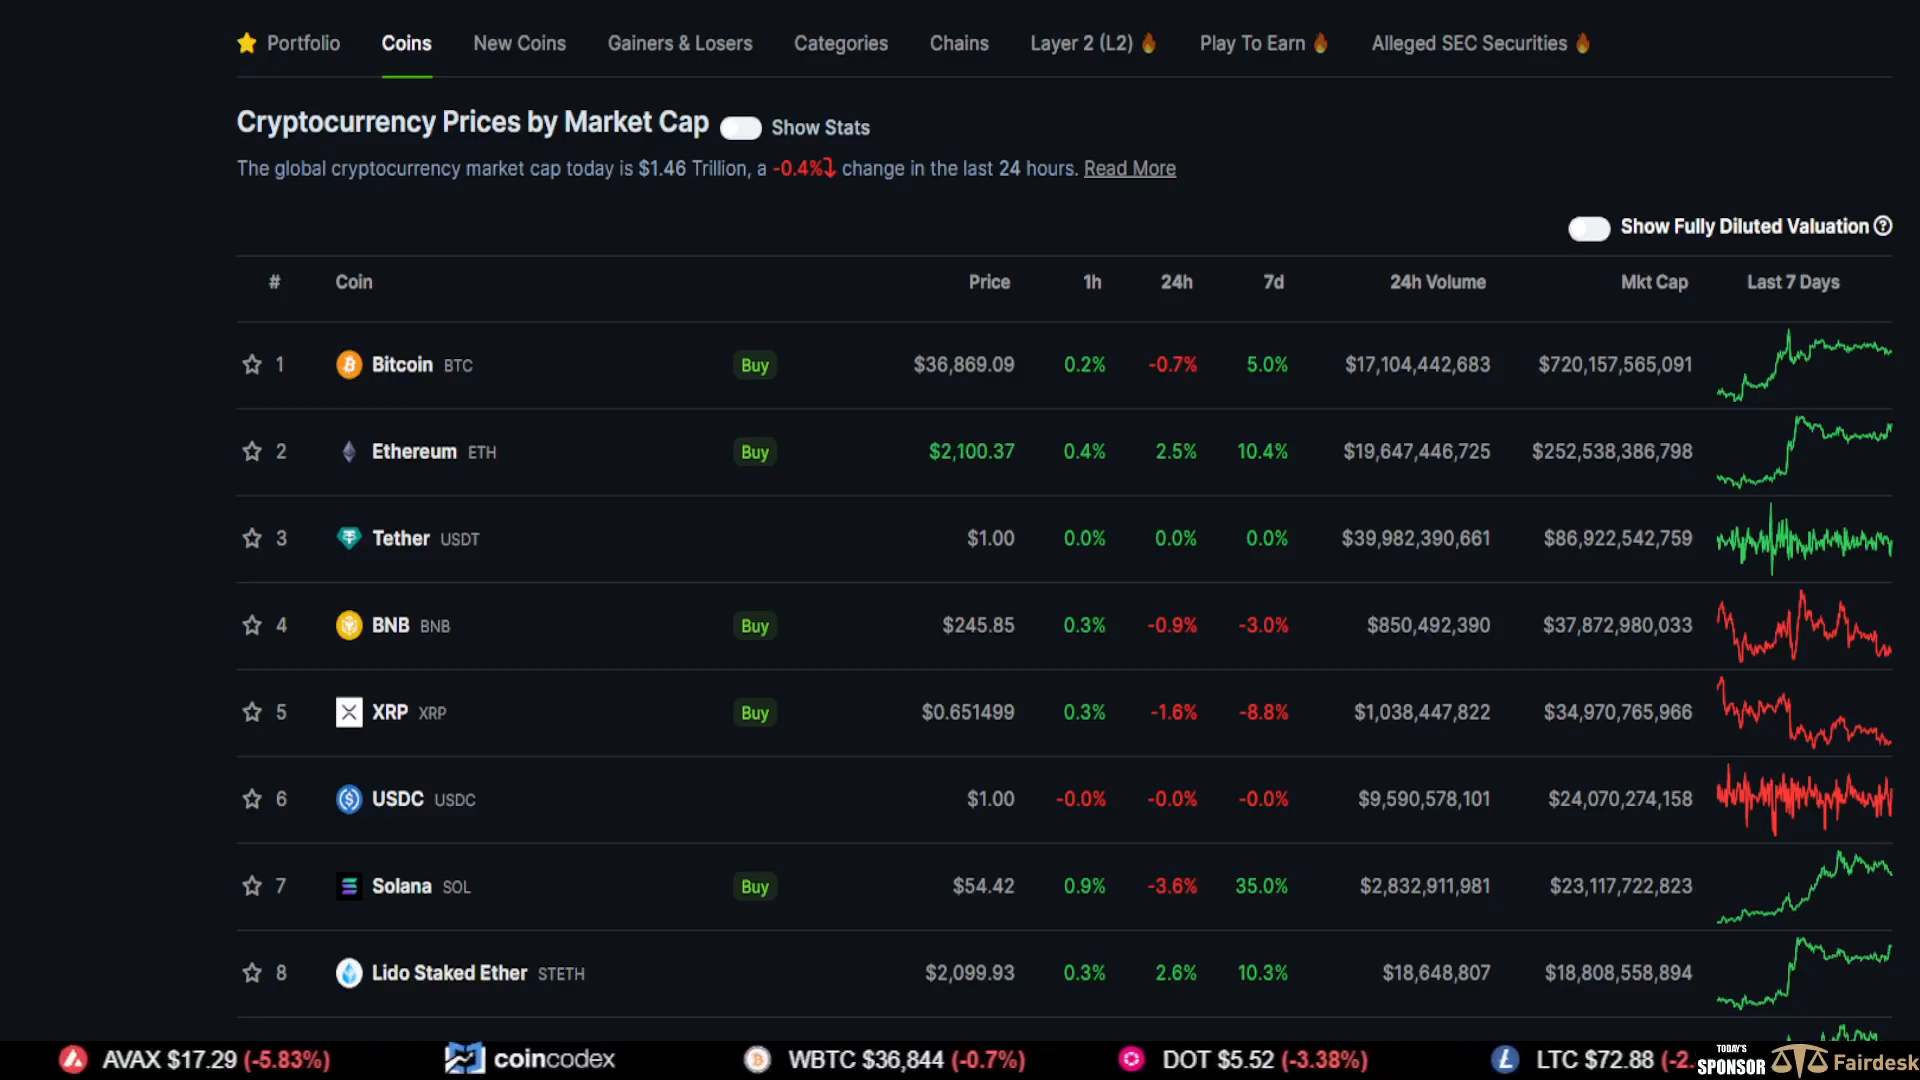 Portfolio Coins New Coins Gainers & Losers Categories Chains Layer 2 (L2) Play To Earn Alleged SEC Securities
Cryptocurrency Prices by Market Cap Show Stats
The global cryptocurrency market cap today is $1.46 Trillion, a -0.4% change in the last 24 hours. Read More
Show Fully Diluted Valuation ?
# Coin Price 1h 24h 7d 24h Volume Mkt Cap Last 7 Days
1 Bitcoin BTC Buy $36,869.09 0.2% -0.7% 5.0% $17,104,442,683 $720,157,565,091
2 Ethereum ETH Buy $2,100.37 0.4% 2.5% 10.4% $19,647,446,725 $252,538,386,798
3 Tether USDT $1.00 0.0% 0.0% 0.0% $39,982,390,661 $86,922,542,759
4 BNB BNB Buy $245.85 0.3% -0.9% -3.0% $850,492,390 $37,872,980,033
5 XRP XRP Buy $0.651499 0.3% -1.6% -8.8% $1,038,447,822 $34,970,765,966
6 USDC USDC $1.00 -0.0% -0.0% -0.0% $9,590,578,101 $24,070,274,158
7 Solana SOL Buy $54.42 0.9% -3.6% 35.0% $2,832,911,981 $23,117,722,823
8 Lido Staked Ether STETH $2,099.93 0.3% 2.6% 10.3% $18,648,807 $18,808,558,894
AVAX $17.29 (-5.83%) coincodex WBTC $36,844 (-0.7%) DOT $5.52 (-3.38%) LTC $72.88 (-2. TODAY'S SPONSOR Fairdesk